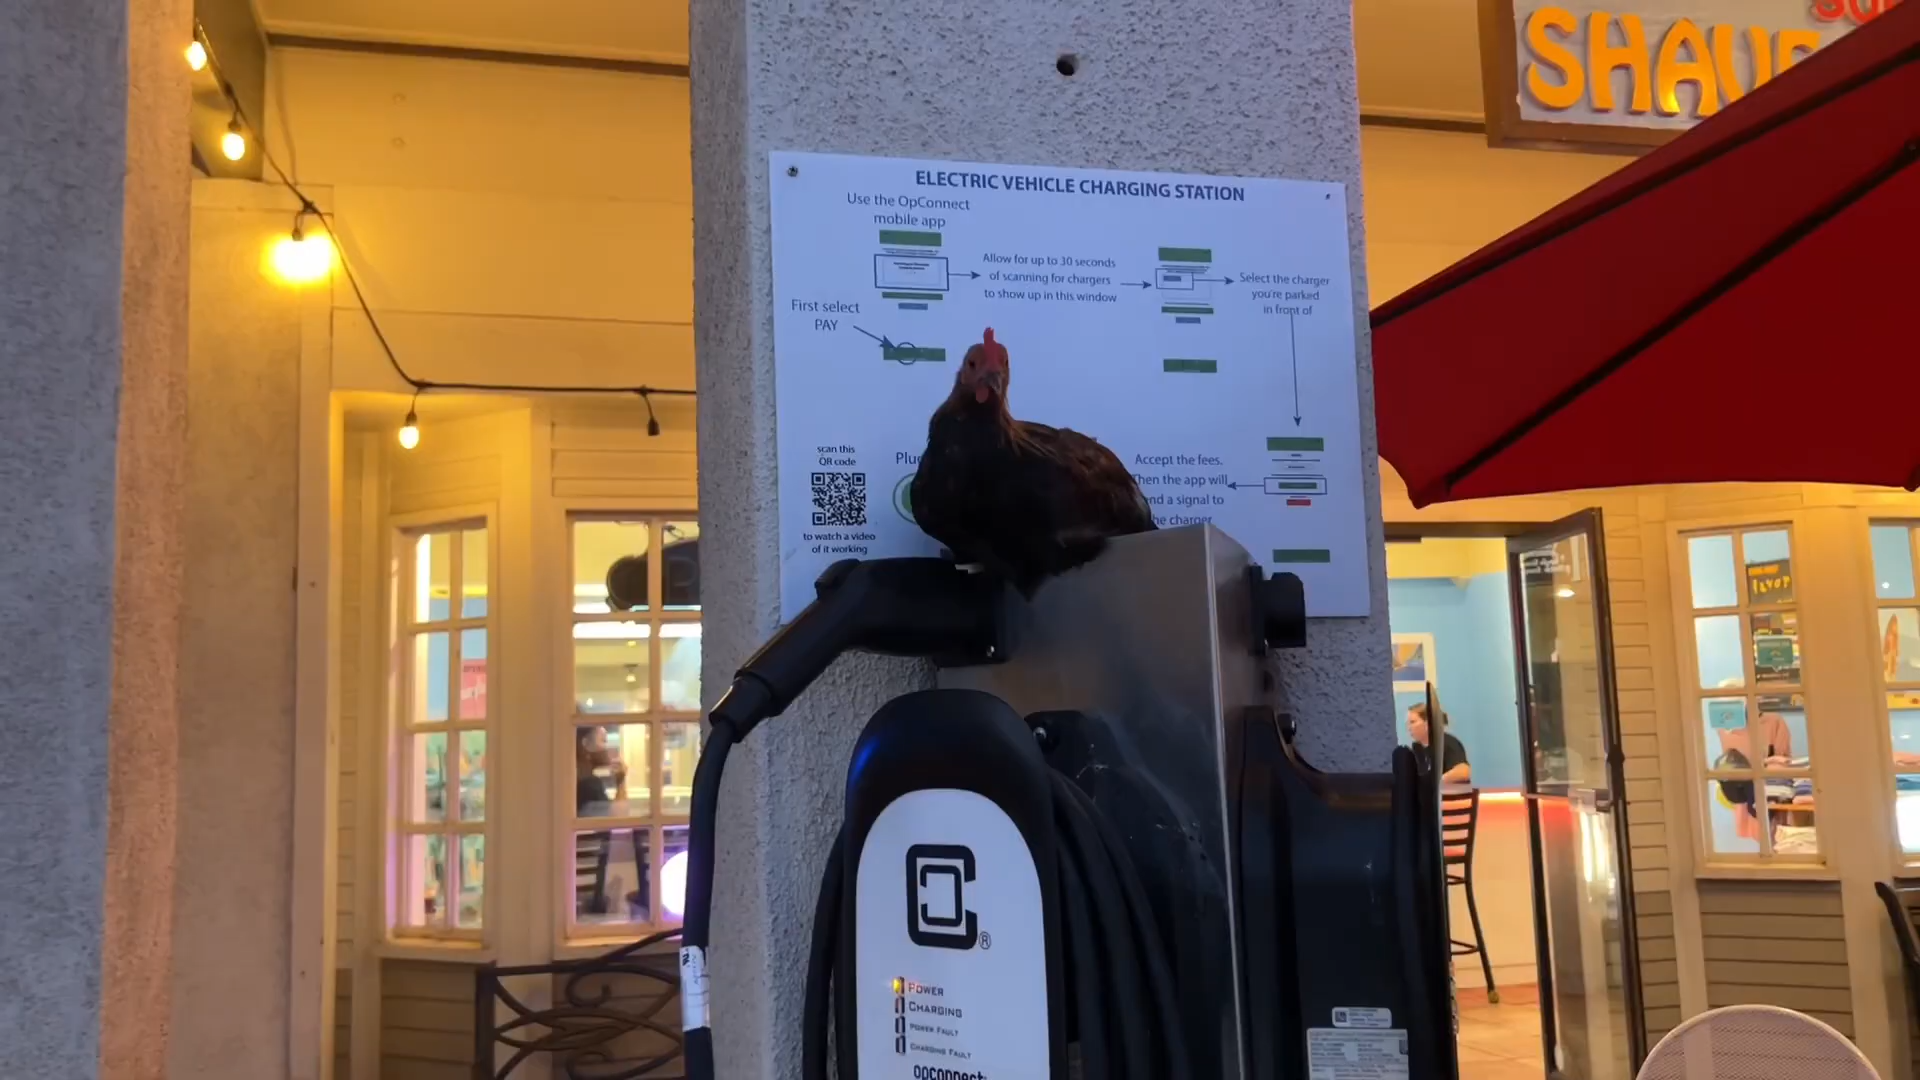 SHAVE
ELECTRIC VEHICLE CHARGING STATION
Use the OpConnect
mobile app
Allow for up to 30 seconds
of scanning for chargers
to show up in this window
Select the charger
you're parked
in front of
First select
PAY
scan this
QR code
to watch a video
of it working
Accept the fees.
Then the app will
to
the charger
®
POWER
CHARGING
POWER FAULT
CHARGING FAULT
opconnect